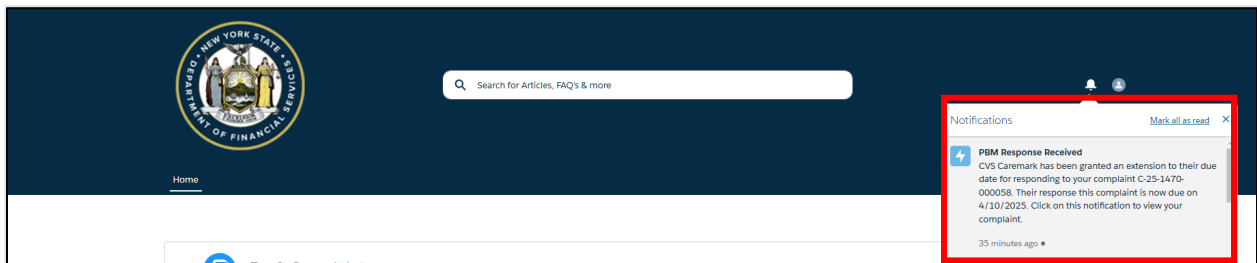 NEW YORK STATE
DEPARTMENT OF FINANCIAL SERVICES
EXCELSIOR
Search for Articles, FAQ's & more
Home
Notifications
Mark all as read
PBM Response Received
CVS Caremark has been granted an extension to their due
date for responding to your complaint C-25-1470-
000058. Their response this complaint is now due on
4/10/2025. Click on this notification to view your
complaint.
35 minutes ago